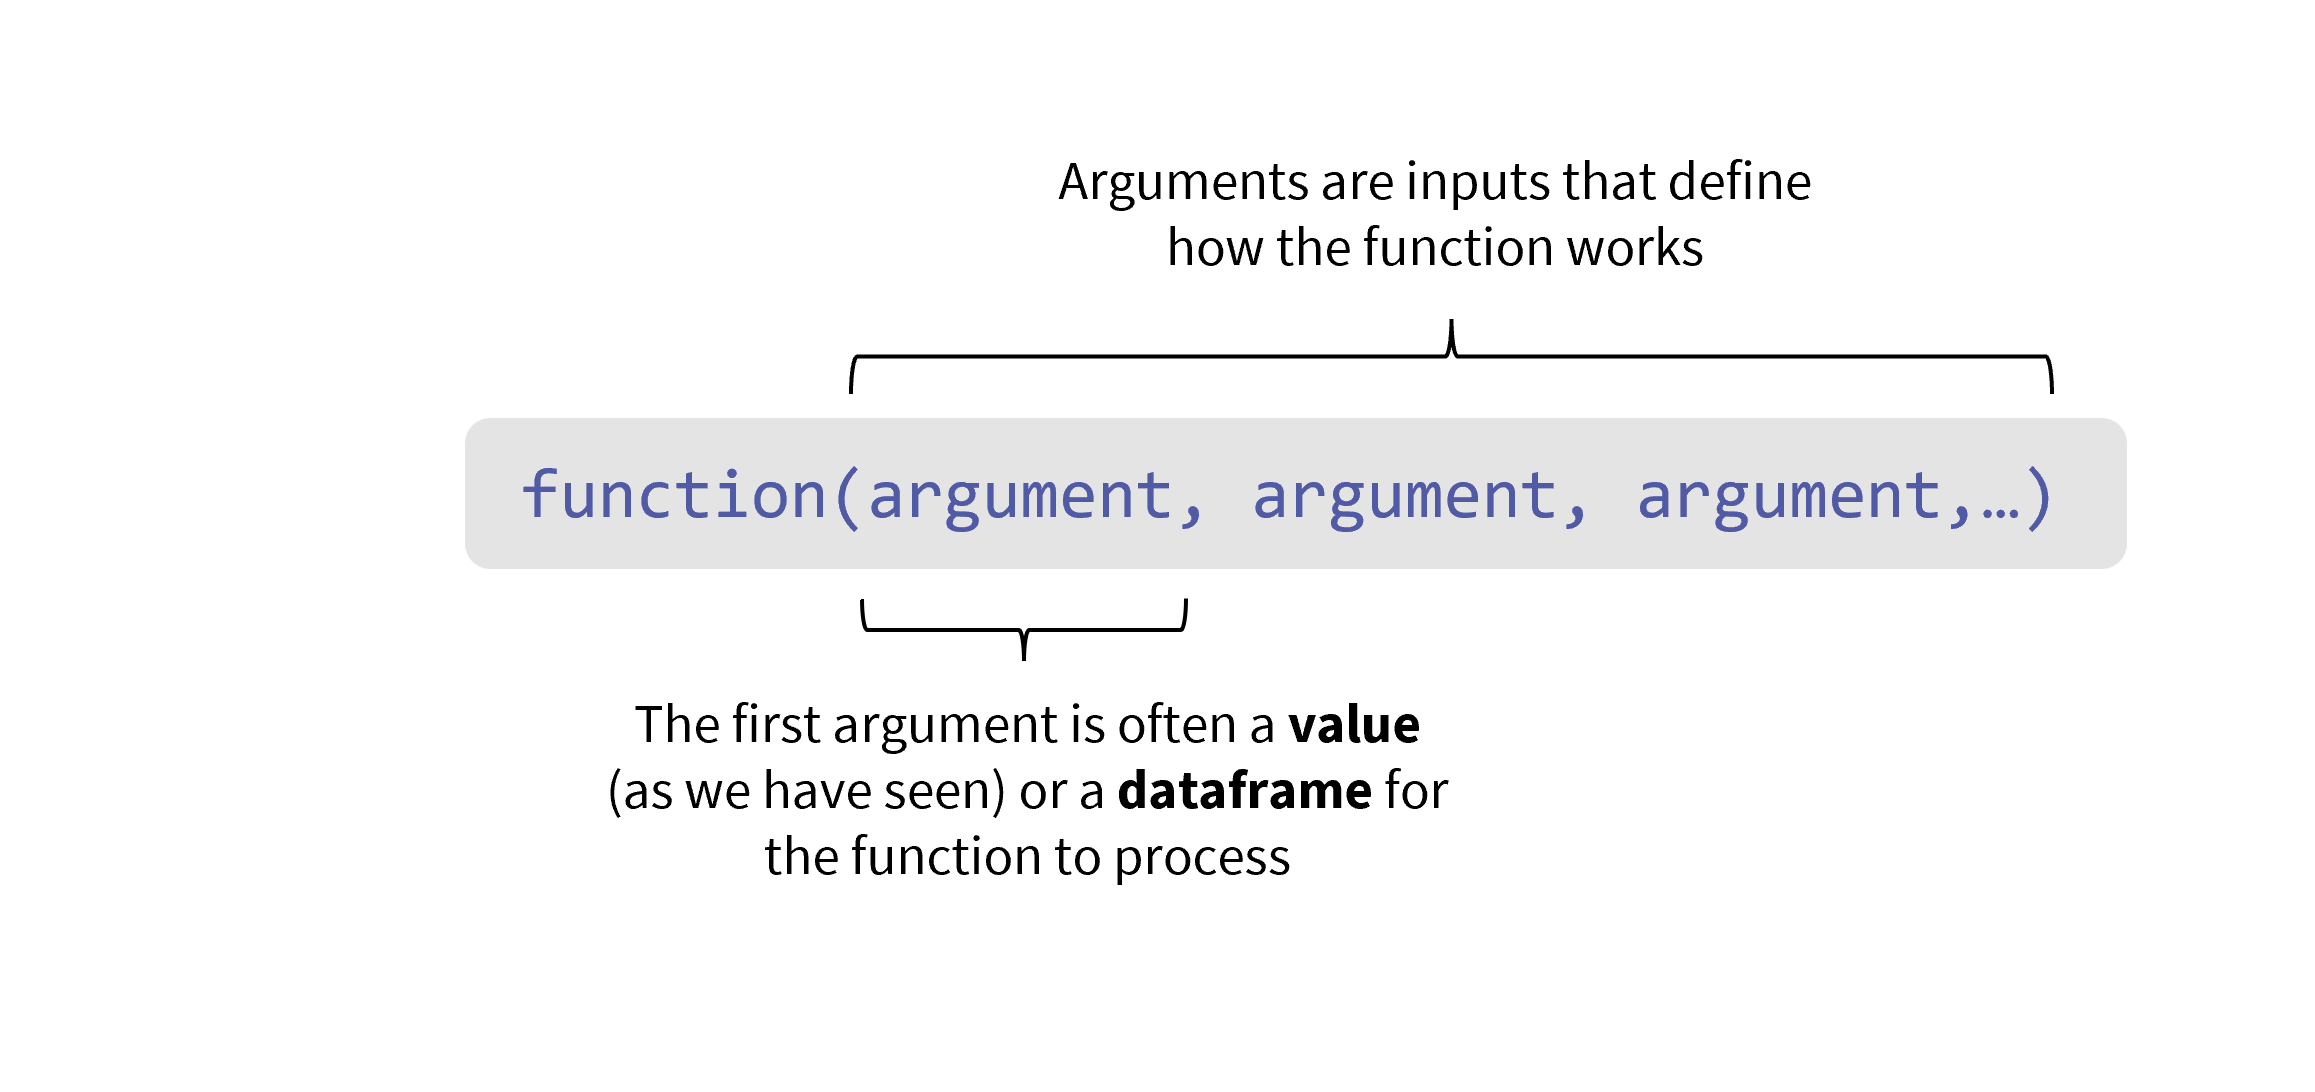 Arguments are inputs that define
how the function works
function(argument, argument, argument,…)
The first argument is often a value
(as we have seen) or a dataframe for
the function to process